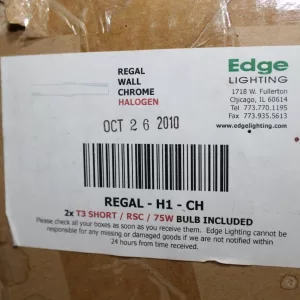 Edge
LIGHTING
1718 W. Fullerton
Chicago, IL 60614
Tel 773.770.1195
Fax 773.935.5613
www.edgelighting.com
REGAL
WALL
CHROME
HALOGEN
OCT 26 2010
REGAL - H1 - CH
2x T3 SHORT / RSC / 75W BULB INCLUDED
Please check all your boxes as soon as you receive them. Edge Lighting cannot be
responsible for any missing or damaged goods if we are not notified within
24 hours from time received.